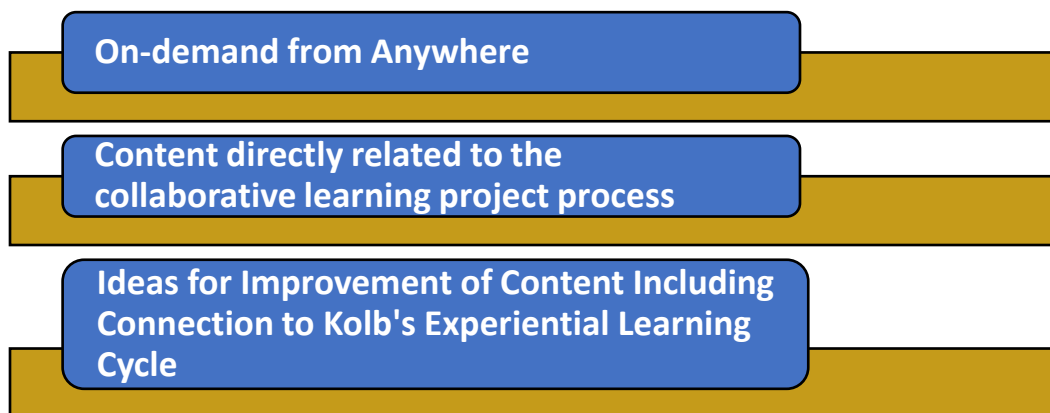 On-demand from Anywhere
Content directly related to the
collaborative learning project process
Ideas for Improvement of Content Including
Connection to Kolb's Experiential Learning
Cycle